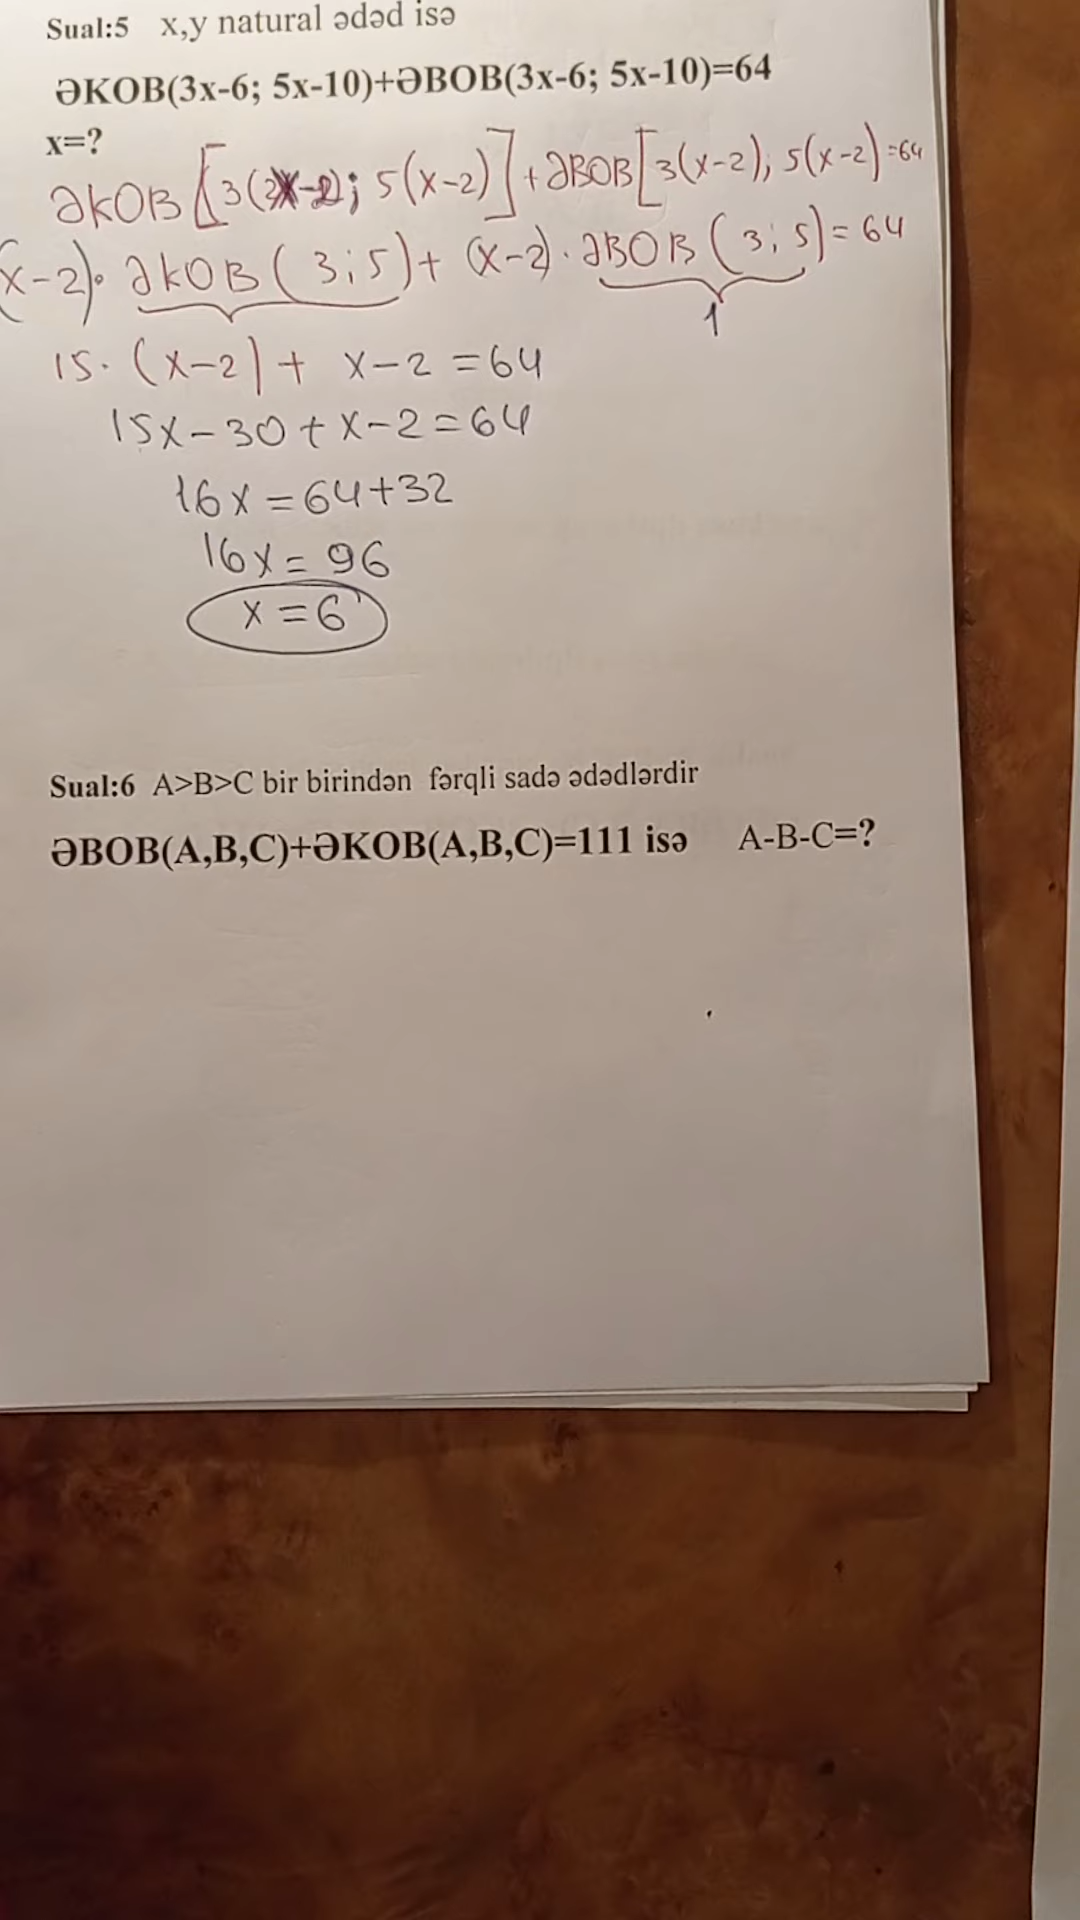 Sual:5 x,y natural ədəd isə
ƏKOB(3x-6; 5x-10)+ƏBOB(3x-6; 5x-10)=64
x=?
ƏKOB [3(x-2); 5(x-2)] + ƏBOB [3(x-2); 5(x-2) =64
(x-2)· ƏKOB ( 3; 5) + (x-2) · ƏBOB ( 3; 5) = 64
1
15. (x-2) + x-2 = 64
15x-30+x-2=64
16x=64+32
16x=96
x=6
Sual:6 A>B>C bir birindən fərqli sadə ədədlərdir
ƏBOB(A,B,C)+ƏKOB(A,B,C)=111 isə A-B-C=?